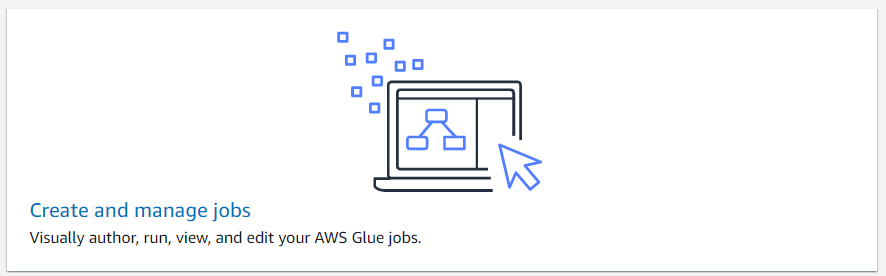 Create and manage jobs
Visually author, run, view, and edit your AWS Glue jobs.